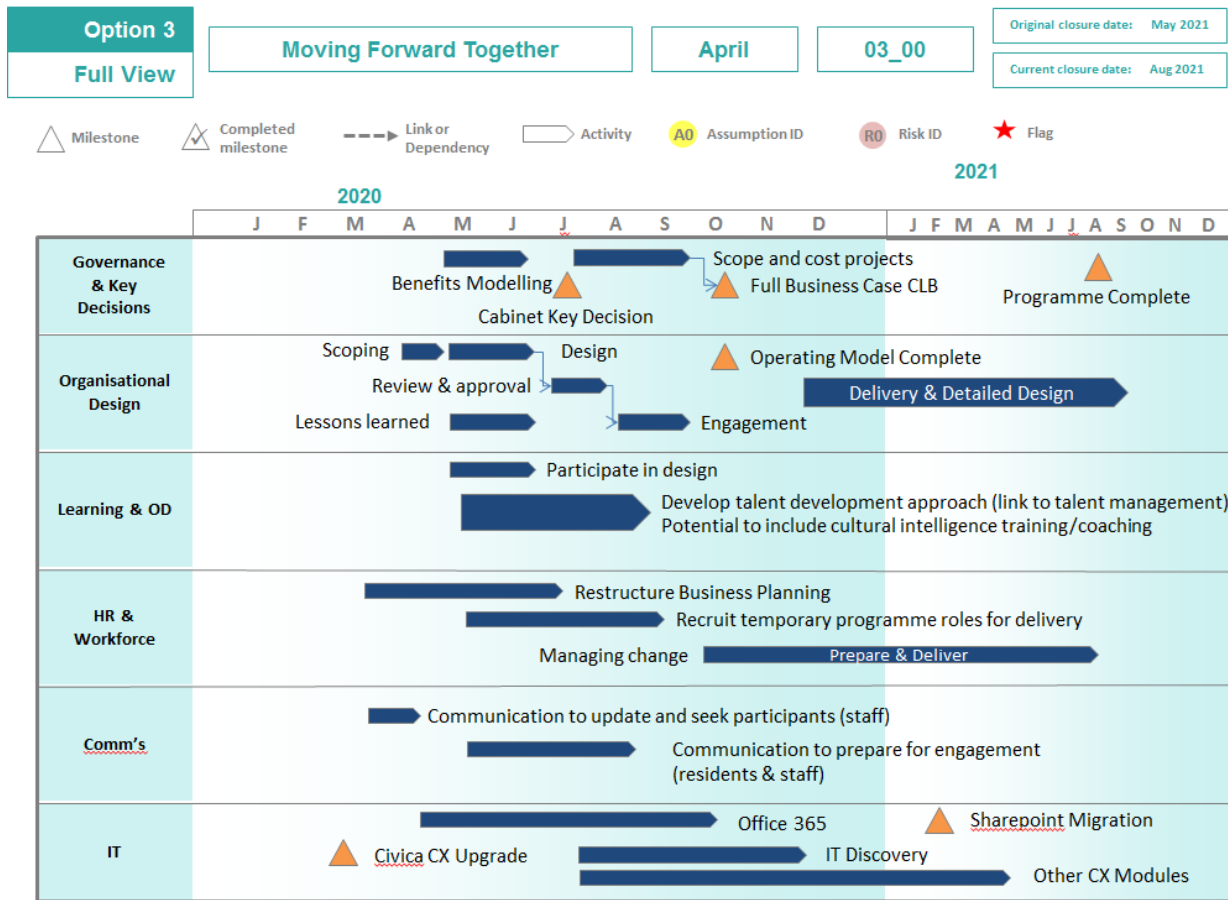 Option 3
Full View
Moving Forward Together
April
03_00
Original closure date: May 2021
Current closure date: Aug 2021
Milestone
Completed
milestone
Link or
Dependency
Activity
A0 Assumption ID
R0 Risk ID
Flag
2020
2021
J F M A M J J A S O N D J F M A M J J A S O N D
Governance
& Key
Decisions
Scope and cost projects
Benefits Modelling
Full Business Case CLB
Programme Complete
Cabinet Key Decision
Organisational
Design
Scoping
Design
Operating Model Complete
Review & approval
Delivery & Detailed Design
Lessons learned
Engagement
Learning & OD
Participate in design
Develop talent development approach (link to talent management)
Potential to include cultural intelligence training/coaching
HR &
Workforce
Restructure Business Planning
Recruit temporary programme roles for delivery
Managing change
Prepare & Deliver
Comm's
Communication to update and seek participants (staff)
Communication to prepare for engagement
(residents & staff)
IT
Office 365
Sharepoint Migration
Civica CX Upgrade
IT Discovery
Other CX Modules